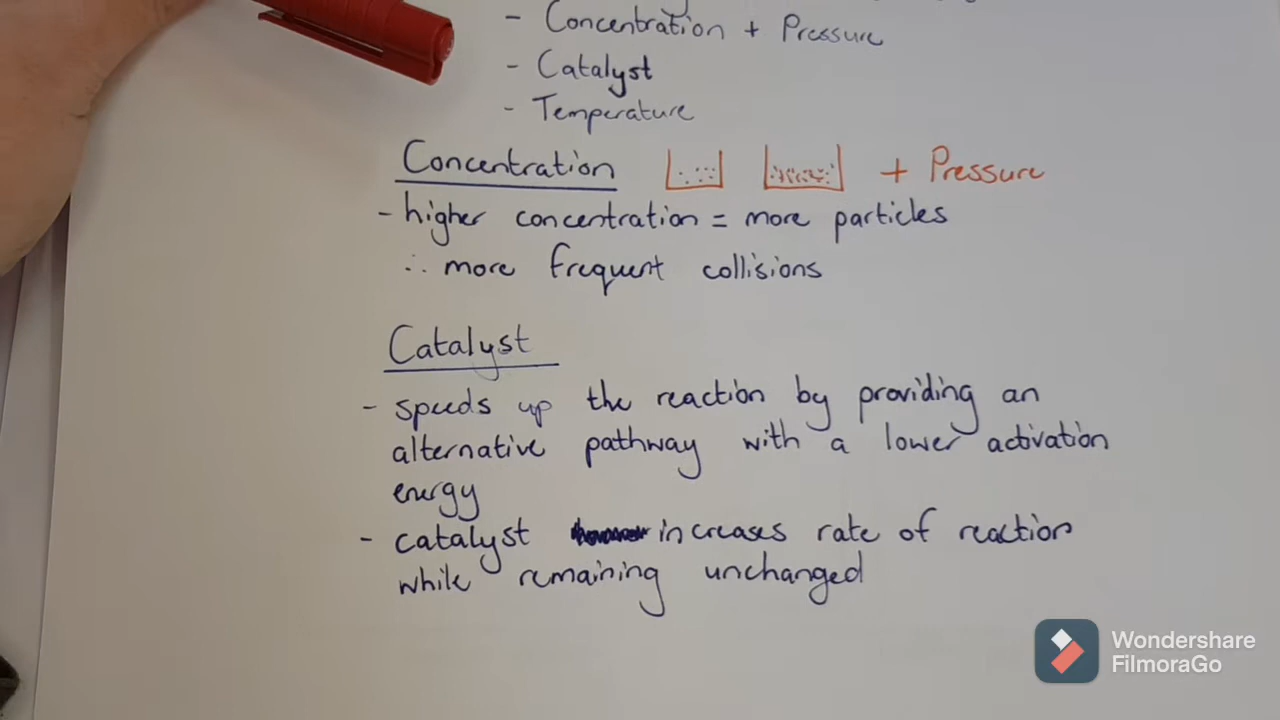 - Concentration + Pressure
- Catalyst
- Temperature
Concentration + Pressure
- higher concentration = more particles
∴ more frequent collisions
Catalyst
- speeds up the reaction by providing an
alternative pathway with a lower activation
energy
- catalyst increases rate of reaction
while remaining unchanged
Wondershare
FilmoraGo